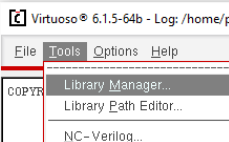 Virtuoso® 6.1.5-64b - Log: /home/p
File Tools Options Help
COPYR
Library Manager...
Library Path Editor...
NC-Verilog...